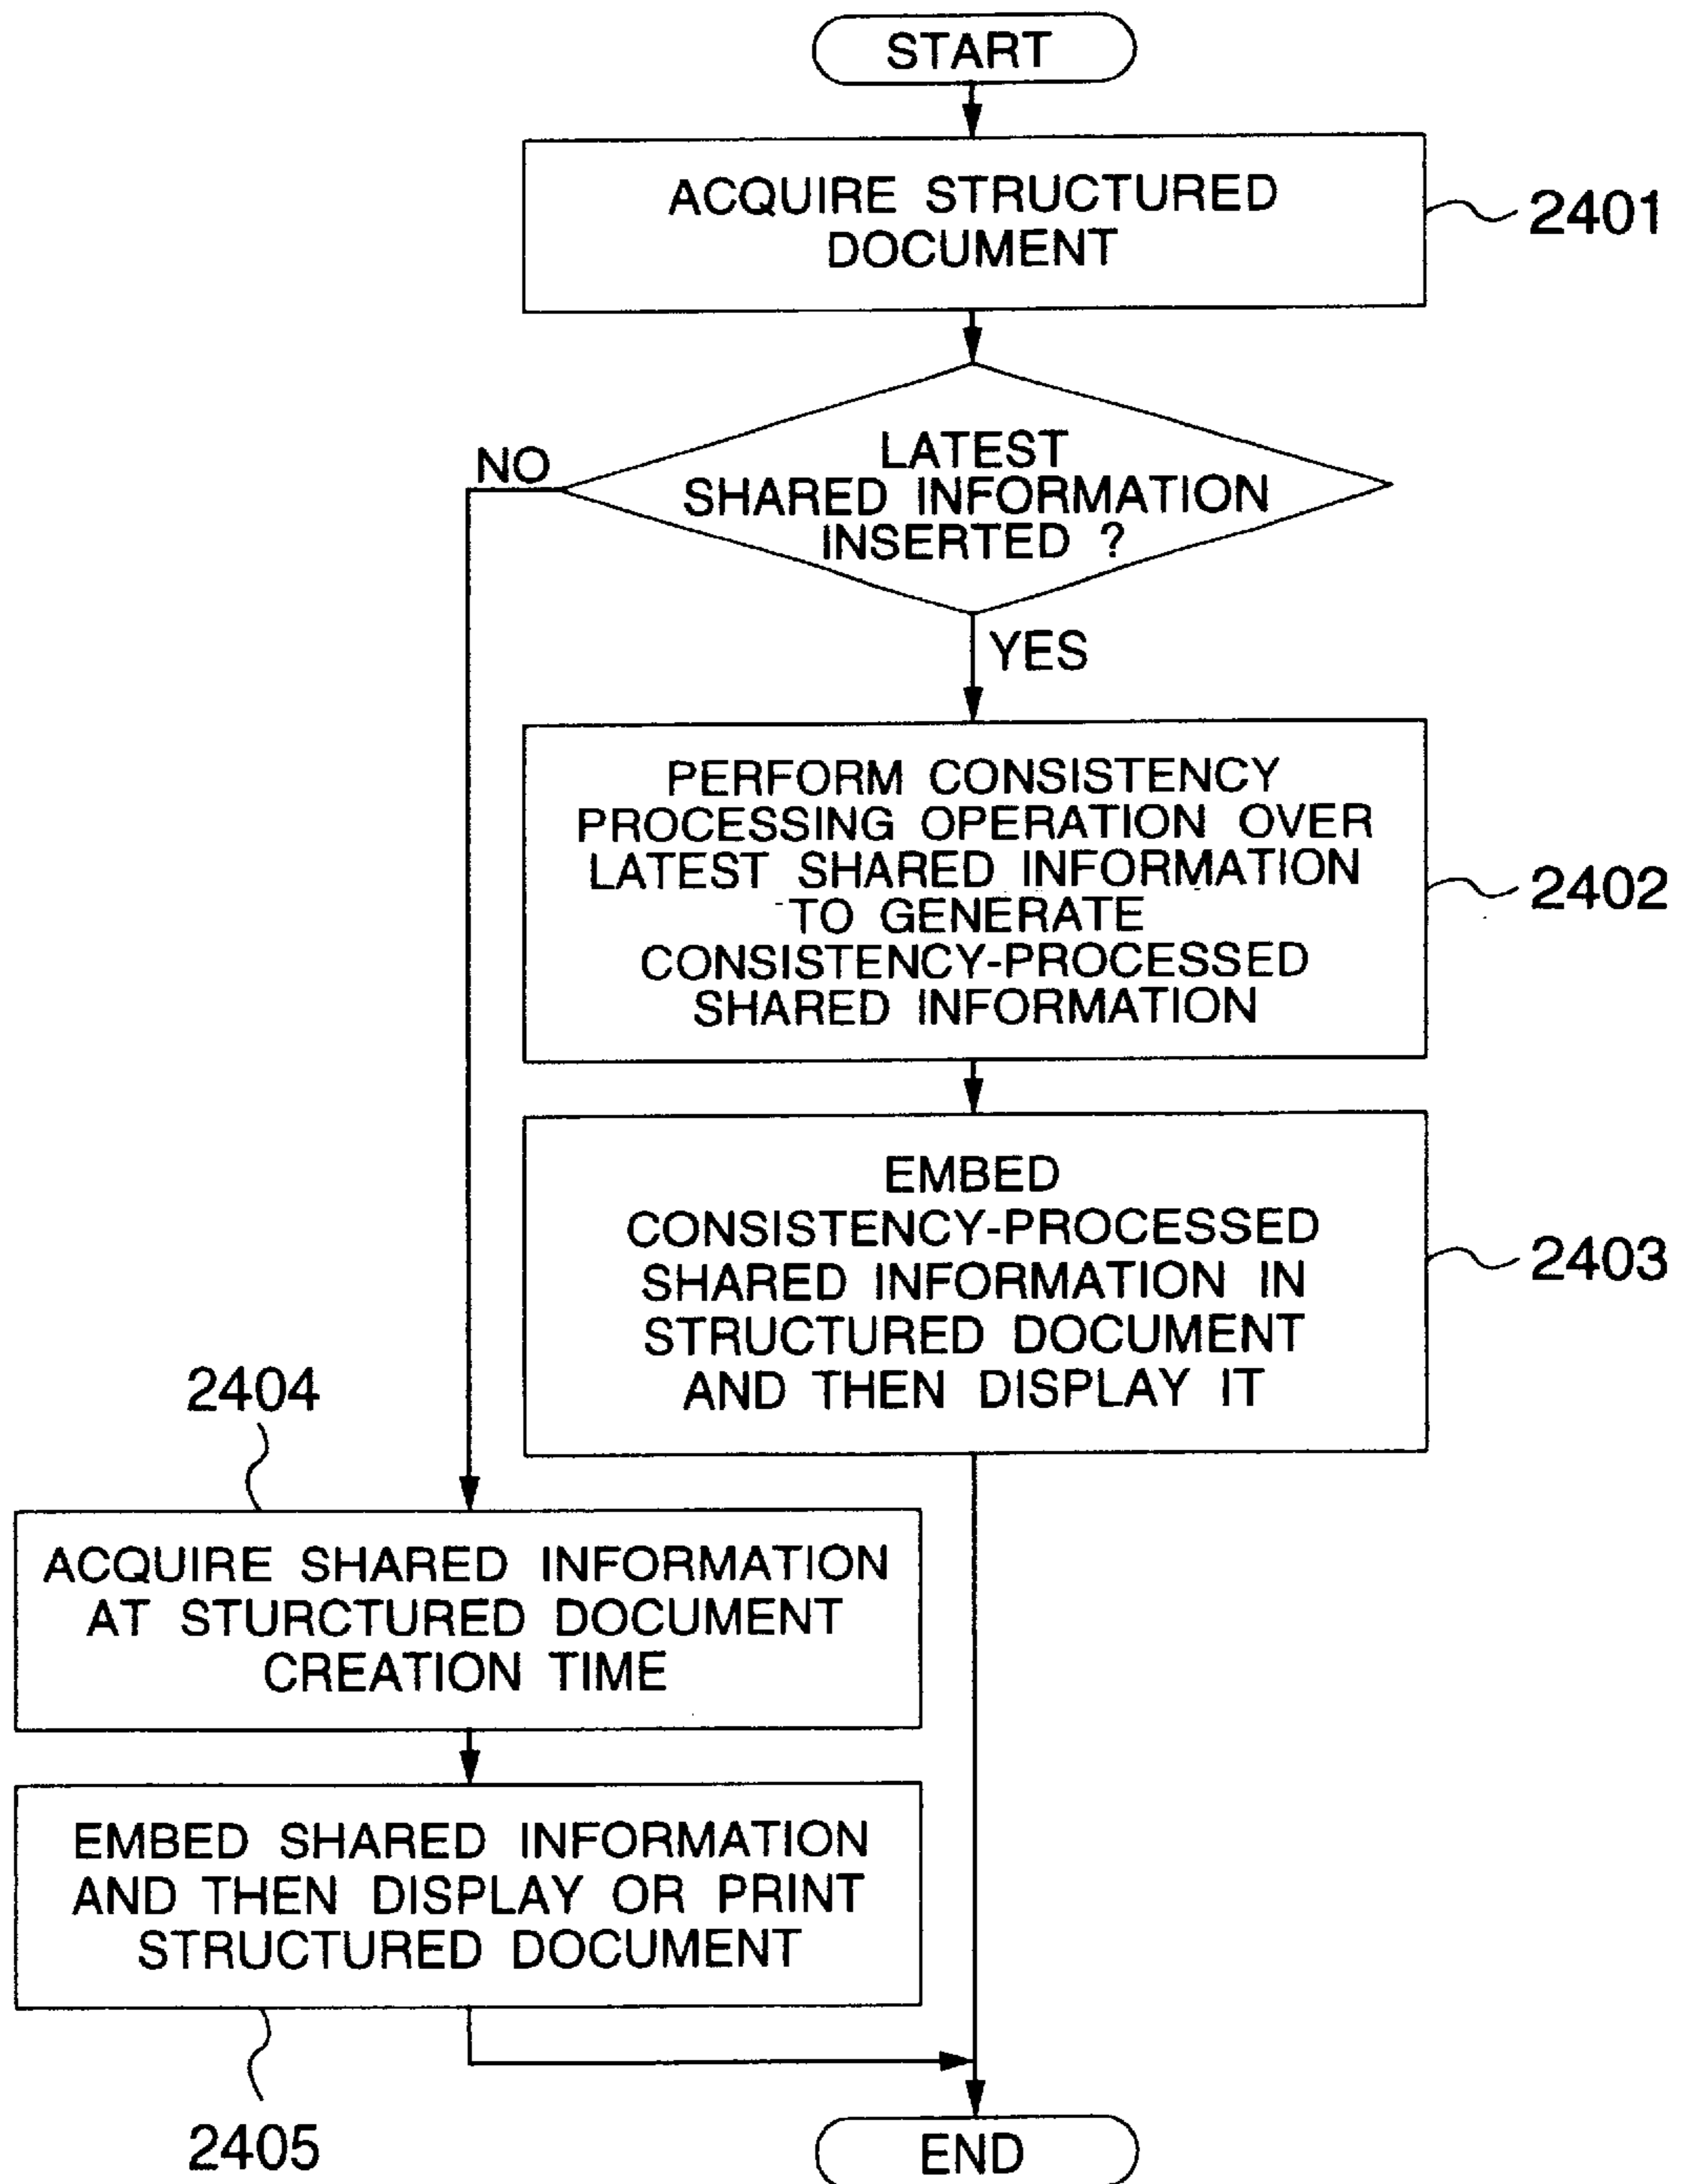 START
ACQUIRE STRUCTURED
DOCUMENT
2401
LATEST
SHARED INFORMATION
INSERTED ?
NO
YES
PERFORM CONSISTENCY
PROCESSING OPERATION OVER
LATEST SHARED INFORMATION
TO GENERATE
CONSISTENCY-PROCESSED
SHARED INFORMATION
2402
EMBED
CONSISTENCY-PROCESSED
SHARED INFORMATION IN
STRUCTURED DOCUMENT
AND THEN DISPLAY IT
2403
2404
ACQUIRE SHARED INFORMATION
AT STURCTURED DOCUMENT
CREATION TIME
EMBED SHARED INFORMATION
AND THEN DISPLAY OR PRINT
STRUCTURED DOCUMENT
2405
END